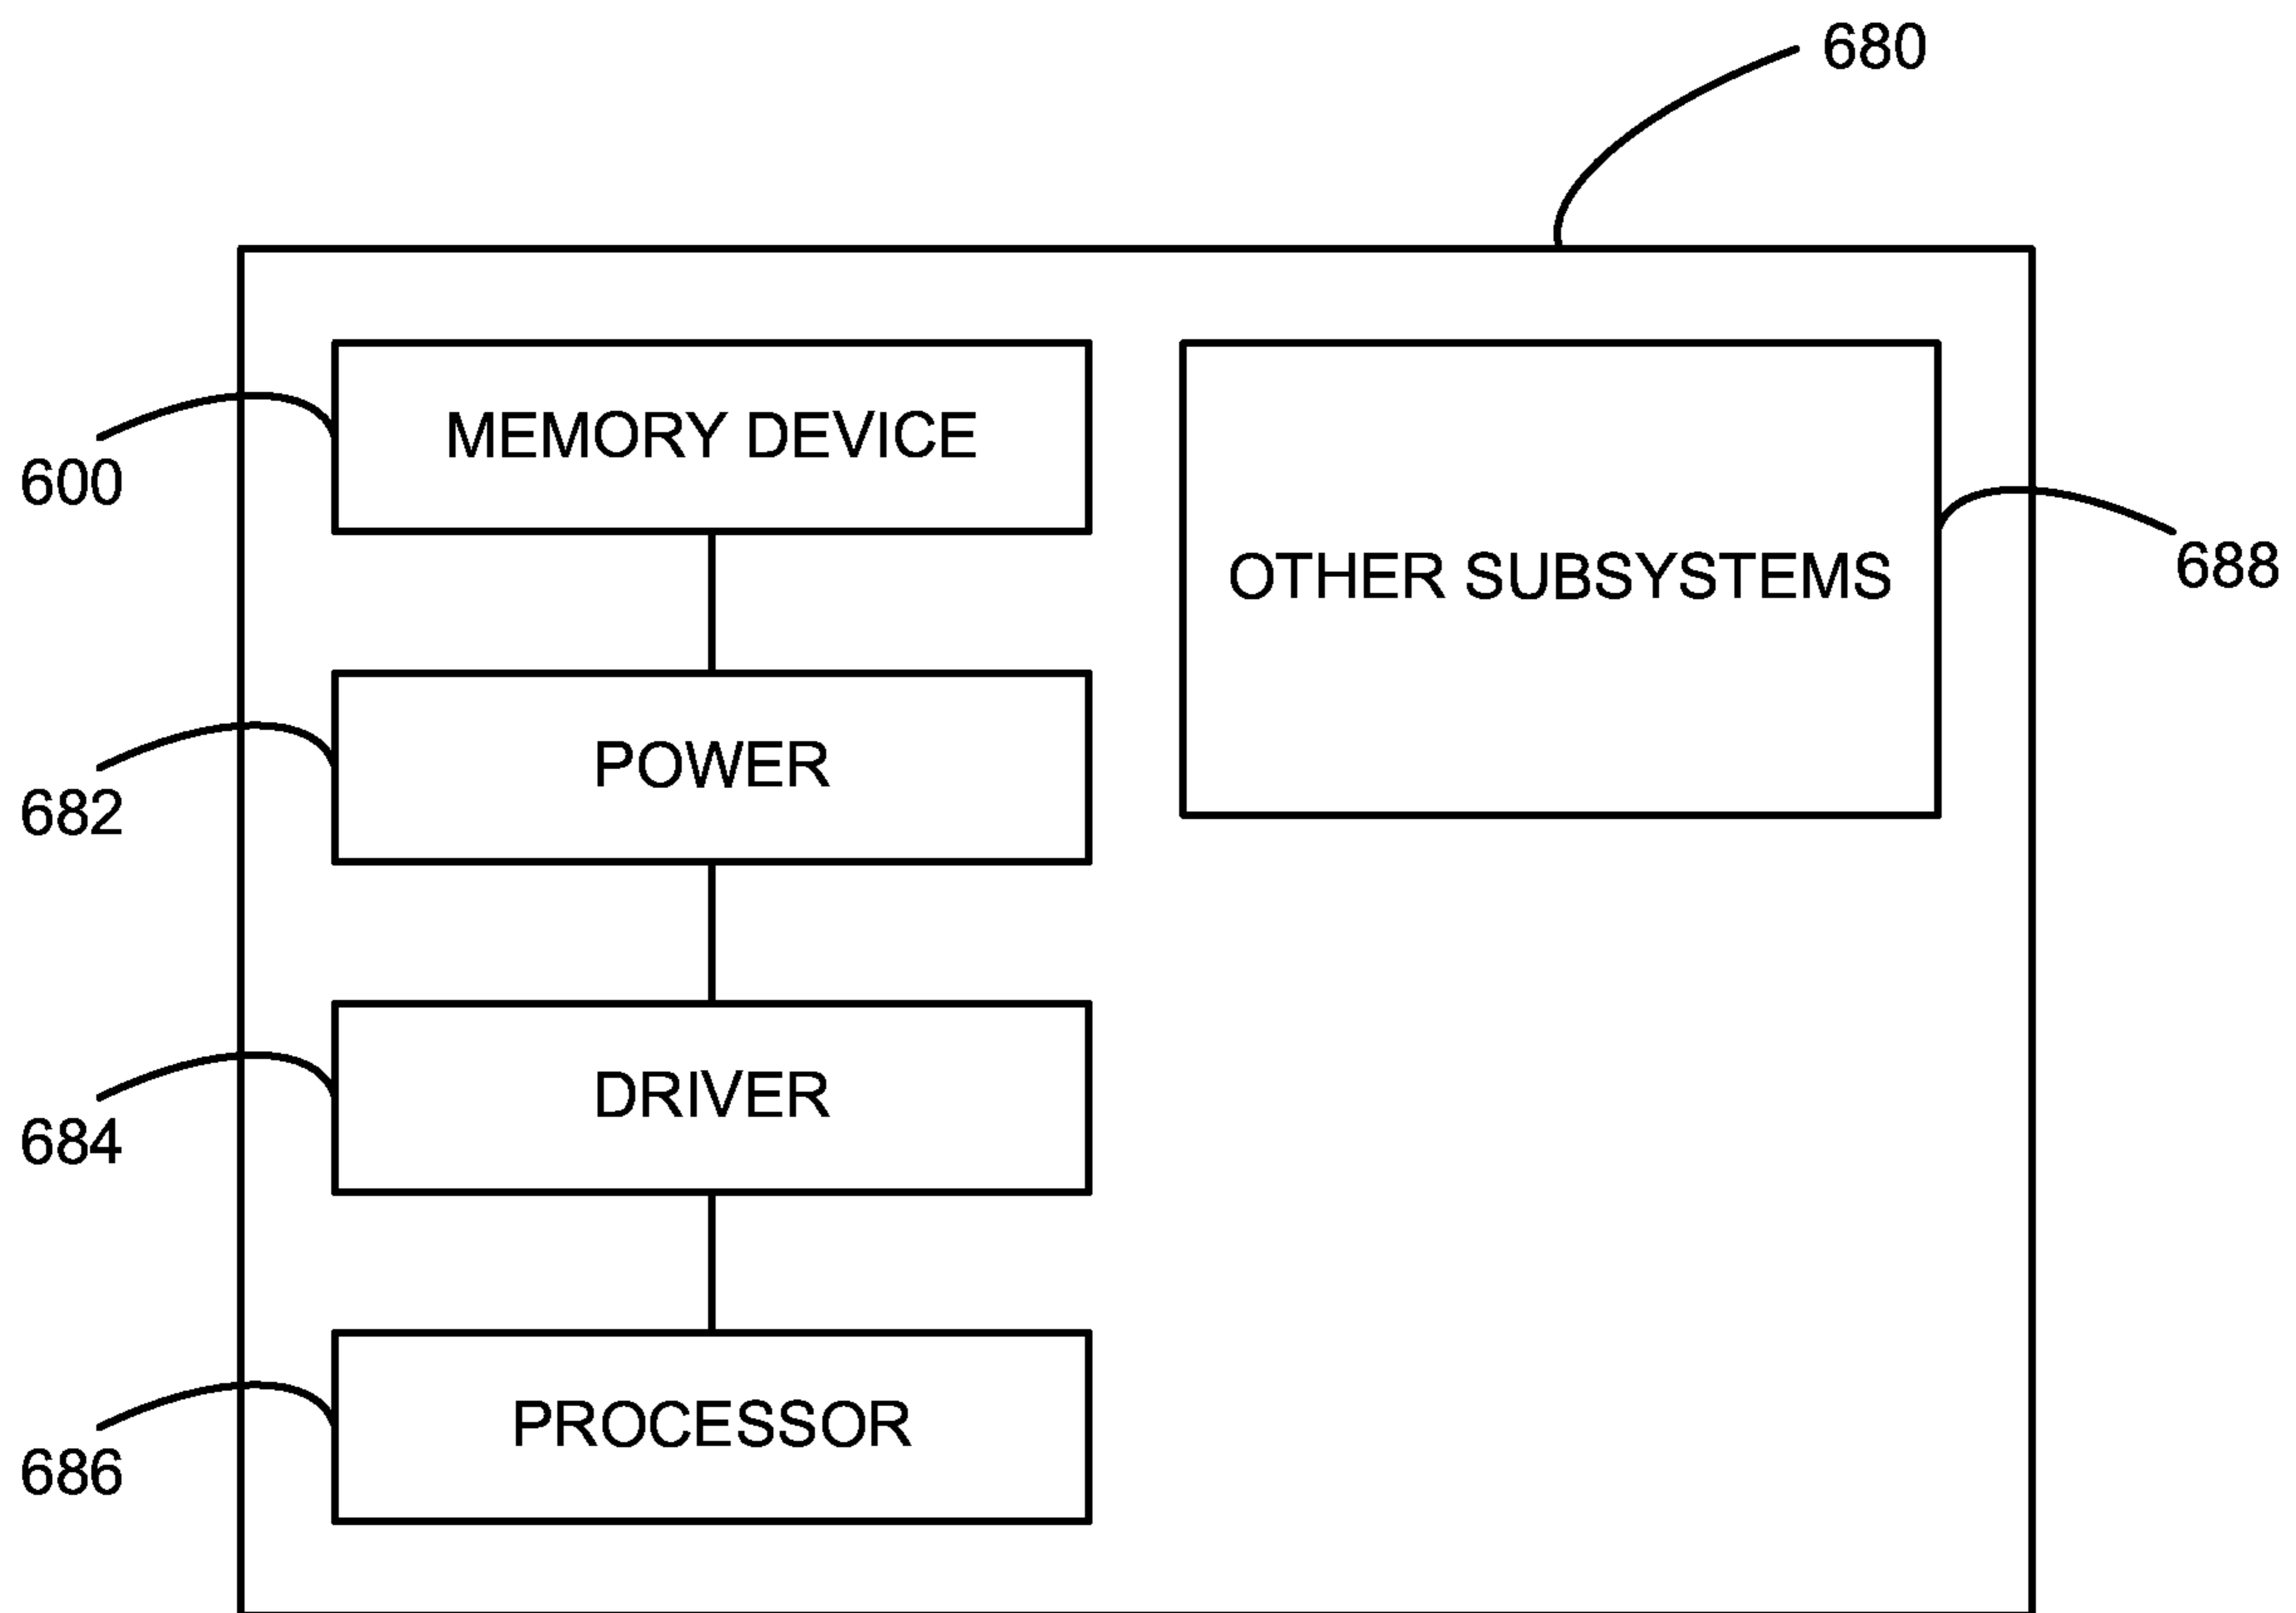 680
MEMORY DEVICE
600
OTHER SUBSYSTEMS
688
POWER
682
DRIVER
684
PROCESSOR
686